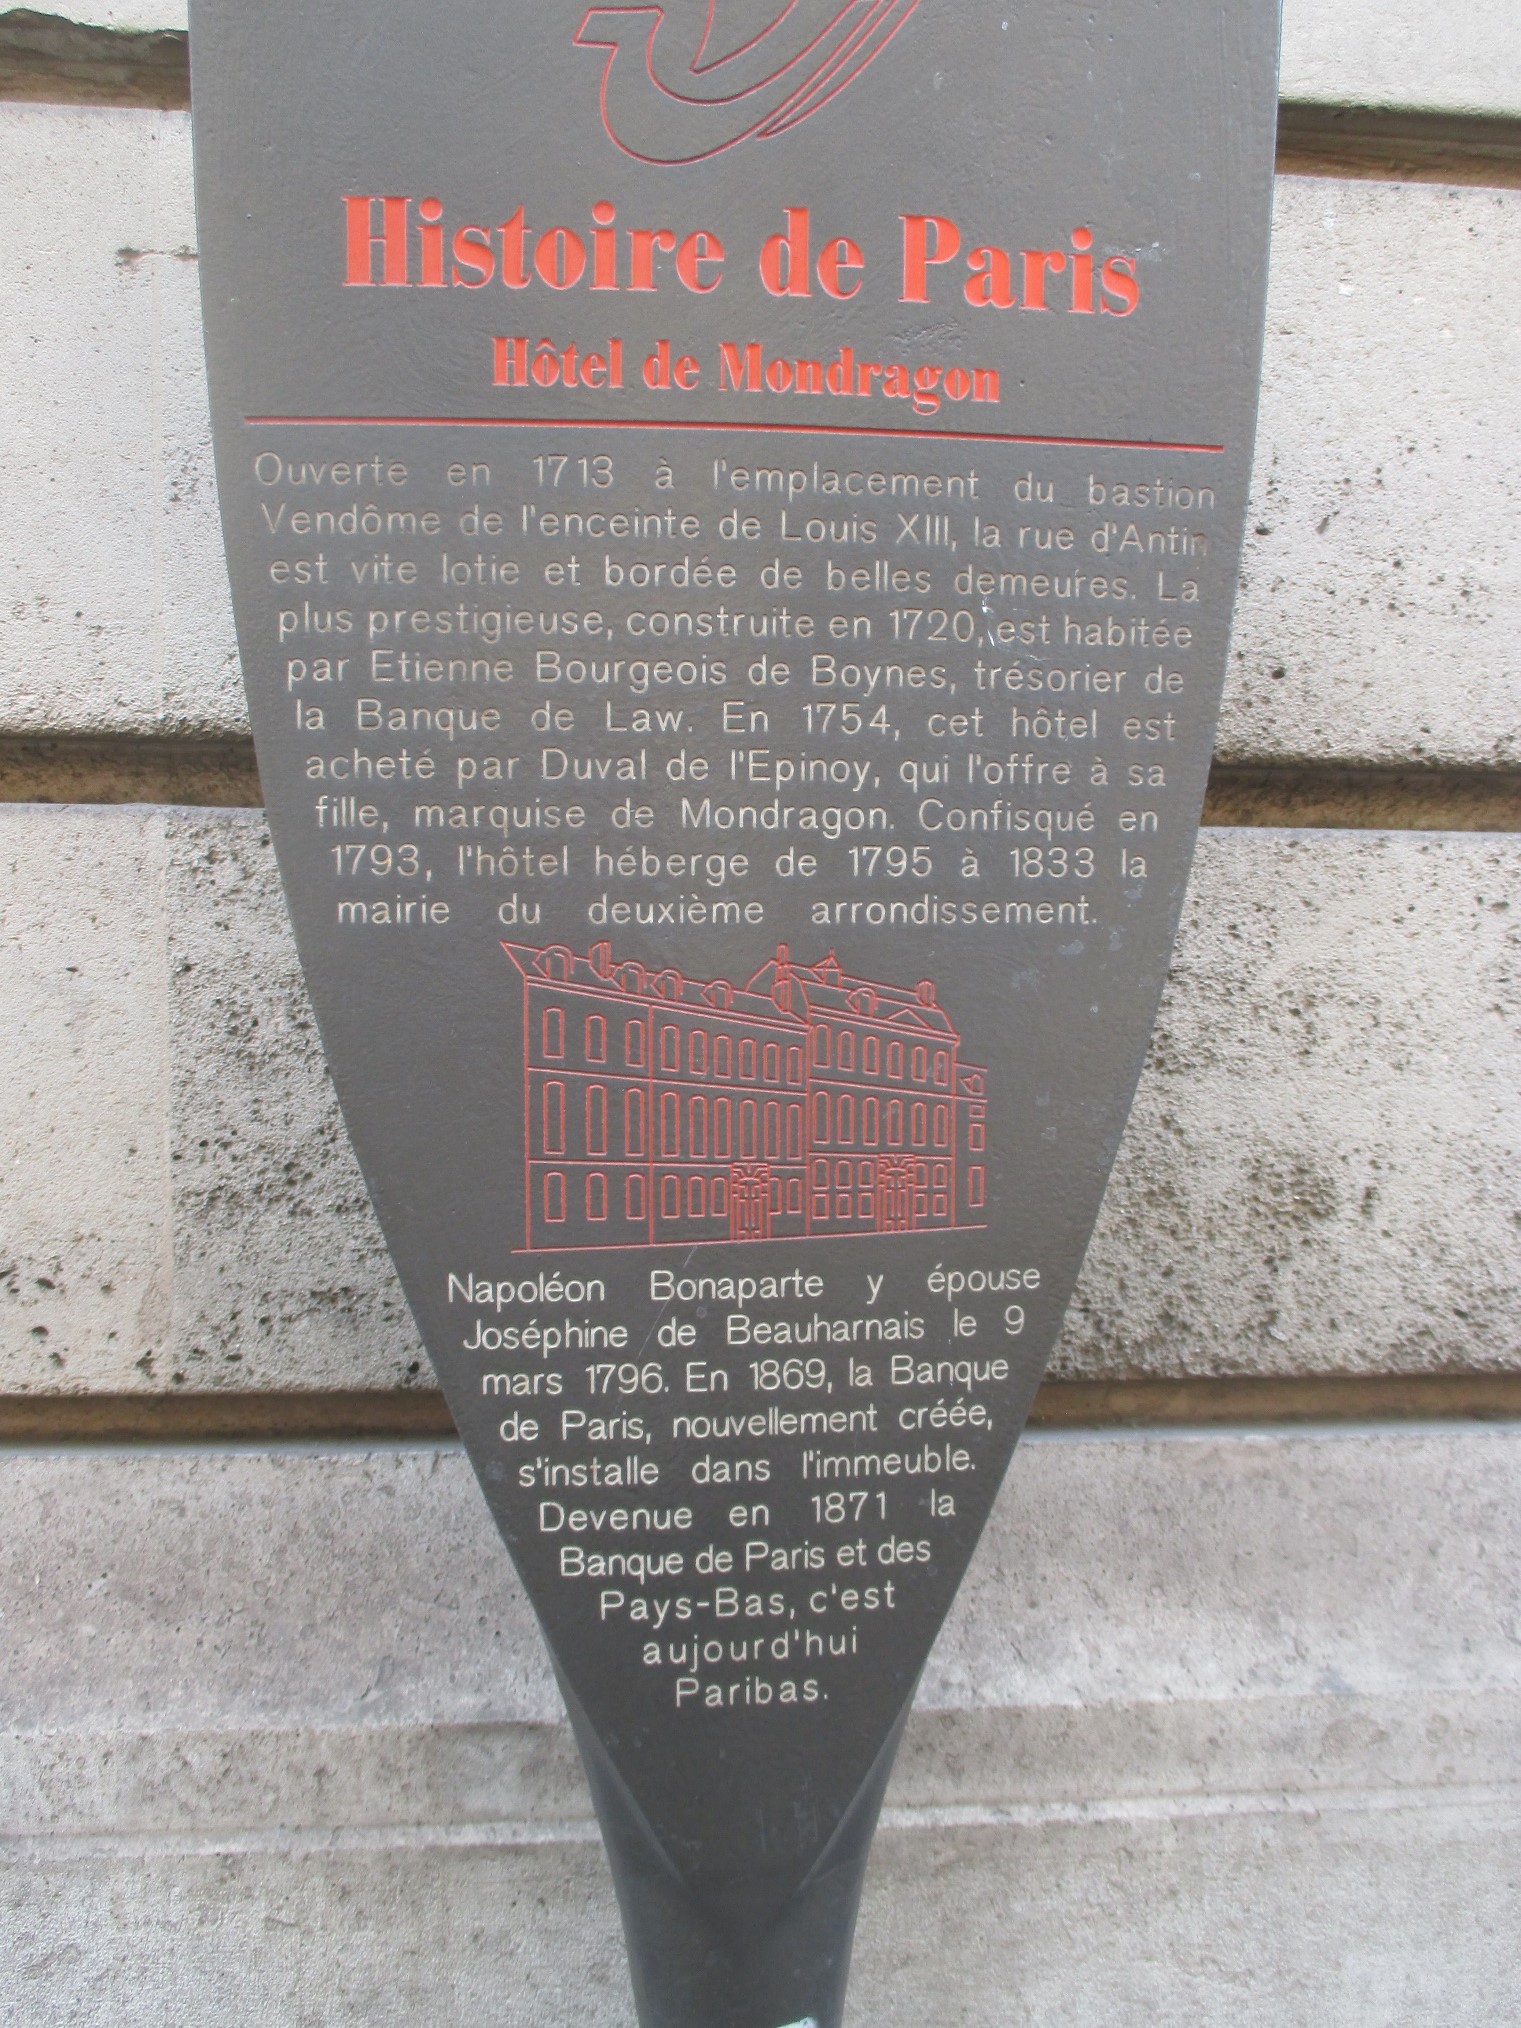 Histoire de Paris
Hôtel de Mondragon
Ouverte en 1713 à l'emplacement du bastion
Vendôme de l'enceinte de Louis XIII, la rue d'Antin
est vite lotie et bordée de belles demeures. La
plus prestigieuse, construite en 1720, est habitée
par Etienne Bourgeois de Boynes, trésorier de
la Banque de Law. En 1754, cet hôtel est
acheté par Duval de l'Epinoy, qui l'offre à sa
fille, marquise de Mondragon. Confisqué en
1793, l'hôtel héberge de 1795 à 1833 la
mairie du deuxième arrondissement.
Napoléon Bonaparte y épouse
Joséphine de Beauharnais le 9
mars 1796. En 1869, la Banque
de Paris, nouvellement créée,
s'installe dans l'immeuble.
Devenue en 1871 la
Banque de Paris et des
Pays-Bas, c'est
aujourd'hui
Paribas.